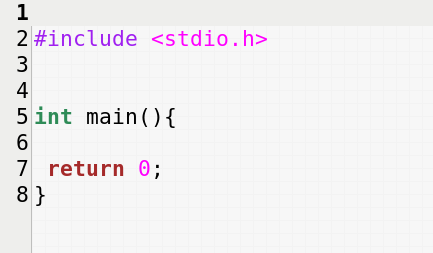 1
2 #include <stdio.h>
3
4
5 int main(){
6
7  return 0;
8 }